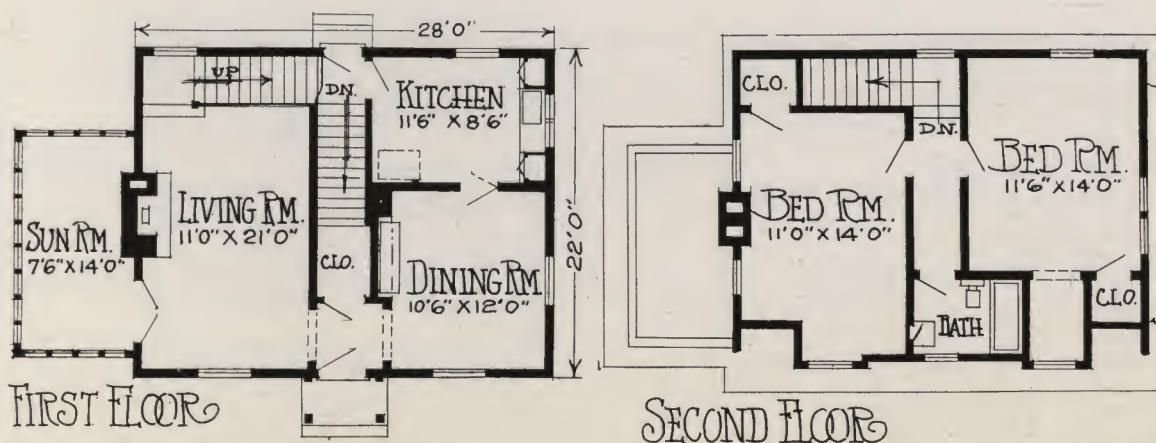 28'0"
UP
DN.
KITCHEN
11'6" X 8'6"
LIVING RM.
11'0" X 21'0"
SUN RM.
7'6" X 14'0"
CLO.
DINING RM.
10'6" X 12'0"
22'0"
FIRST FLOOR
CLO.
DN.
BED RM.
11'6" X 14'0"
BED RM.
11'0" X 14'0"
CLO.
BATH
SECOND FLOOR